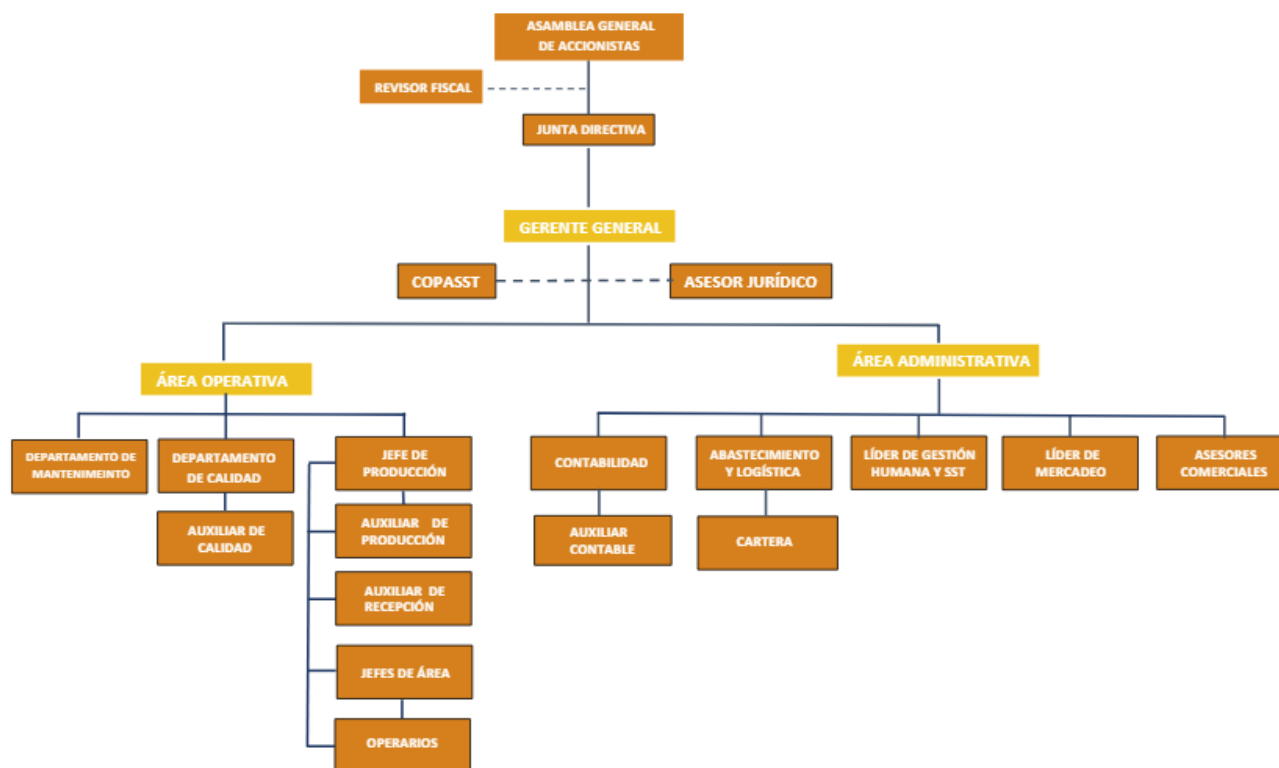 ASAMBLEA GENERAL
DE ACCIONISTAS
REVISOR FISCAL
JUNTA DIRECTIVA
GERENTE GENERAL
COPASST
ASESOR JURÍDICO
ÁREA OPERATIVA
ÁREA ADMINISTRATIVA
DEPARTAMENTO DE
MANTENIMEINTO
DEPARTAMENTO
DE CALIDAD
JEFE DE
PRODUCCIÓN
CONTABILIDAD
ABASTECIMIENTO
Y LOGÍSTICA
LÍDER DE GESTIÓN
HUMANA Y SST
LÍDER DE
MERCADEO
ASESORES
COMERCIALES
AUXILIAR DE
CALIDAD
AUXILIAR DE
PRODUCCIÓN
AUXILIAR
CONTABLE
CARTERA
AUXILIAR DE
RECEPCIÓN
JEFES DE ÁREA
OPERARIOS